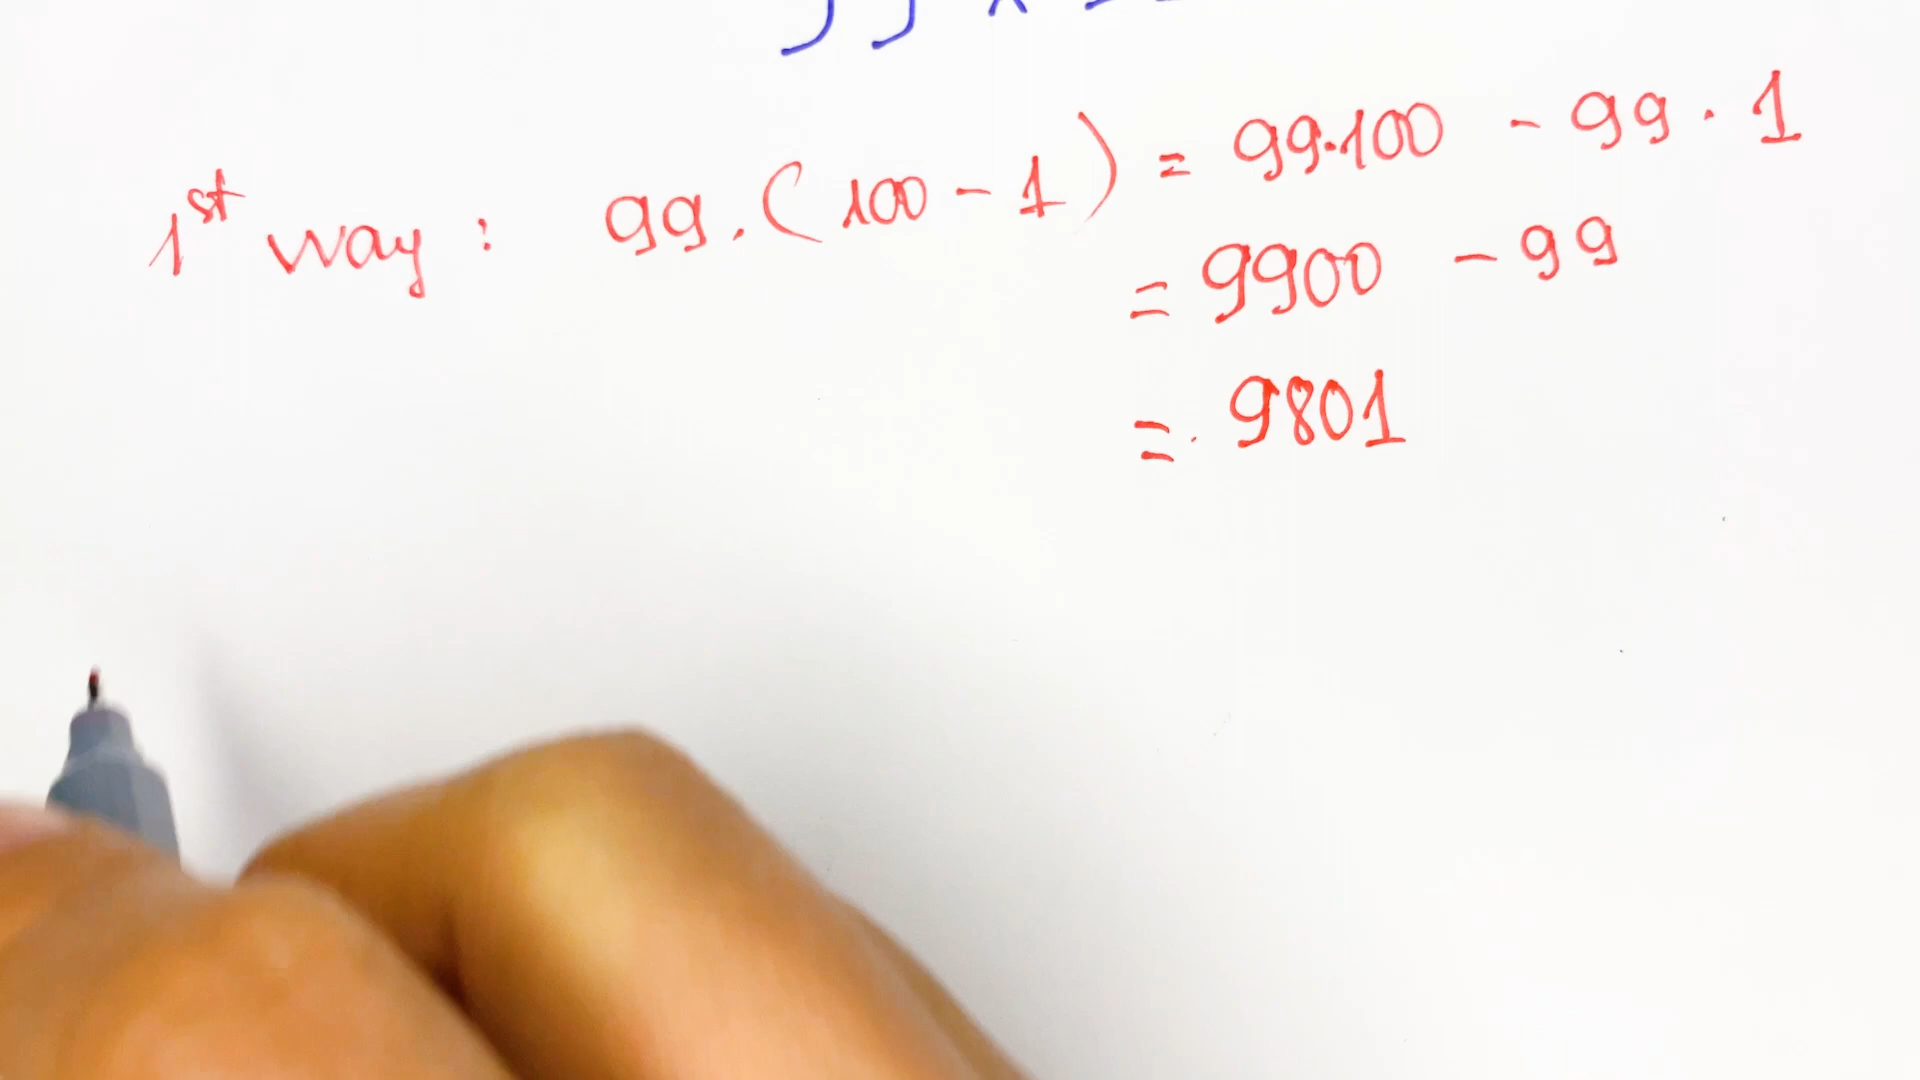 1st way : 99.(100-1) = 99.100 - 99.1
= 9900 - 99
= 9801